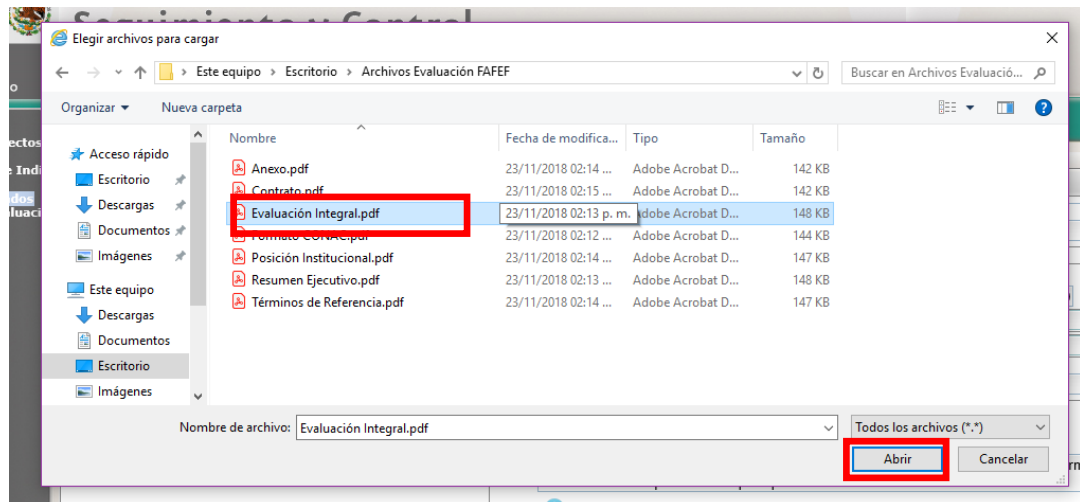 Seguimiento y Control
Elegir archivos para cargar
Este equipo > Escritorio > Archivos Evaluación FAFEF
Buscar en Archivos Evaluació...
Organizar
Nueva carpeta
Nombre Fecha de modifica... Tipo Tamaño
Acceso rápido
Escritorio
Descargas
Documentos
Imágenes
Este equipo
Descargas
Documentos
Escritorio
Imágenes
Anexo.pdf 23/11/2018 02:14 ... Adobe Acrobat D... 142 KB
Contrato.pdf 23/11/2018 02:15 ... Adobe Acrobat D... 142 KB
Evaluación Integral.pdf 23/11/2018 02:13 p. m. Adobe Acrobat D... 148 KB
Formato CONAC.pdf 23/11/2018 02:12 ... Adobe Acrobat D... 144 KB
Posición Institucional.pdf 23/11/2018 02:14 ... Adobe Acrobat D... 147 KB
Resumen Ejecutivo.pdf 23/11/2018 02:13 ... Adobe Acrobat D... 148 KB
Términos de Referencia.pdf 23/11/2018 02:14 ... Adobe Acrobat D... 147 KB
Nombre de archivo: Evaluación Integral.pdf
Todos los archivos (*.*)
Abrir Cancelar